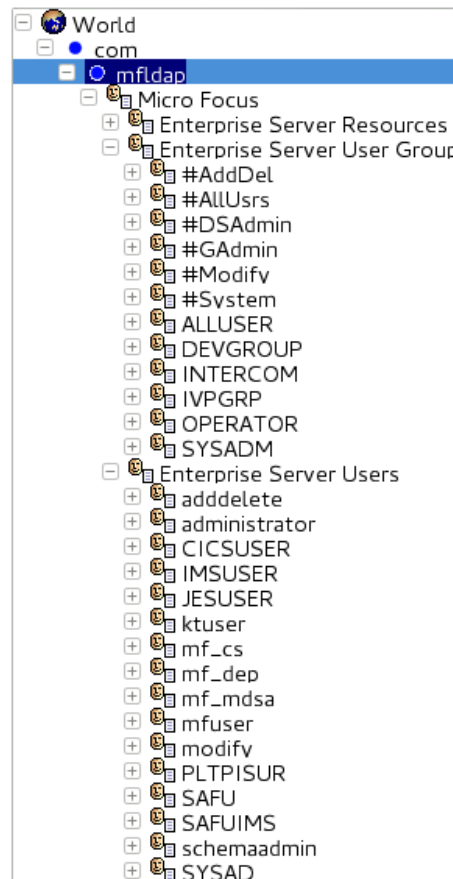 World
com
mfldap
Micro Focus
Enterprise Server Resources
Enterprise Server User Group
#AddDel
#AllUsrs
#DSAdmin
#GAdmin
#Modify
#System
ALLUSER
DEVGROUP
INTERCOM
IVPGRP
OPERATOR
SYSADM
Enterprise Server Users
adddelete
administrator
CICSUSER
IMSUSER
JESUSER
ktuser
mf_cs
mf_dep
mf_mdsa
mfuser
modify
PLTPISUR
SAFU
SAFUIMS
schemaadmin
SYSAD